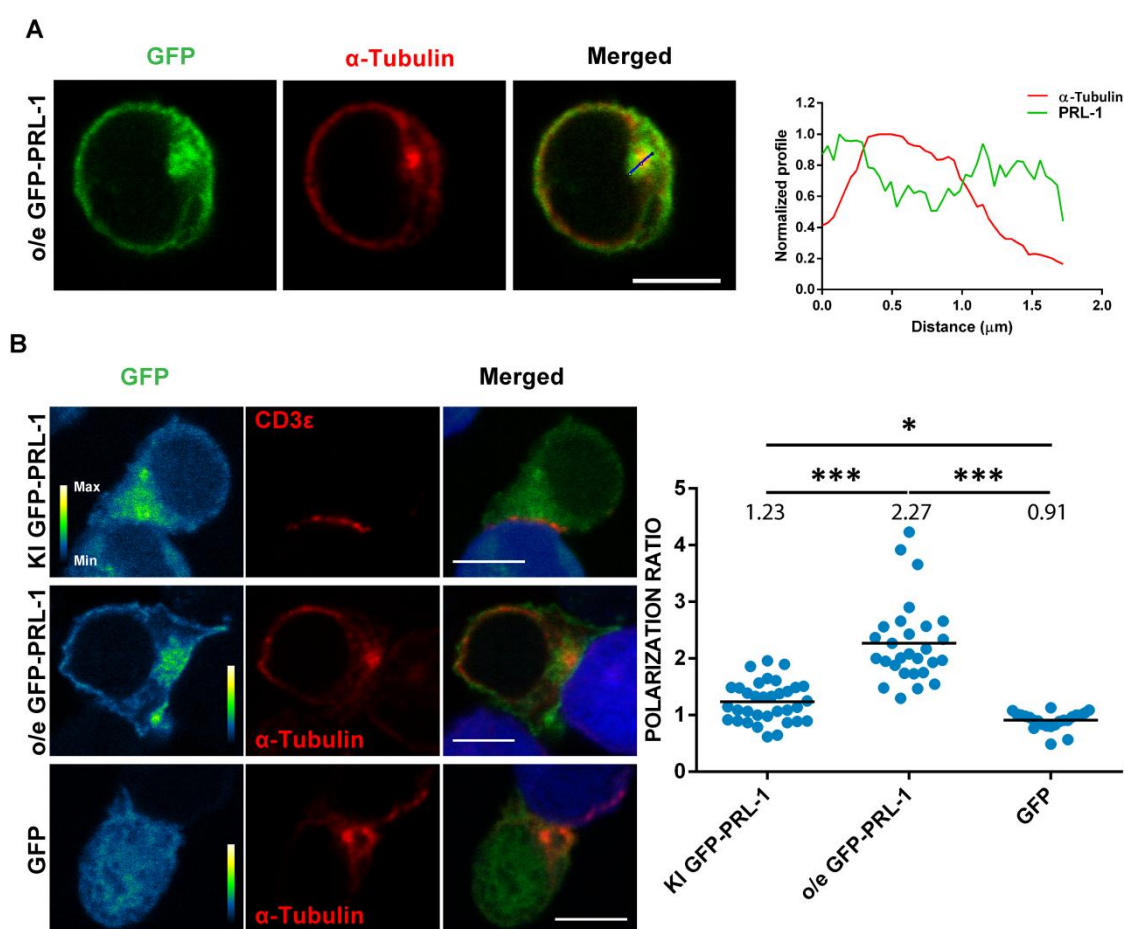 A
GFP
α-Tubulin
Merged
o/e GFP-PRL-1
α-Tubulin
PRL-1
Normalized profile
1.2
1.0
0.8
0.6
0.4
0.2
0.0
0.0
0.5
1.0
1.5
2.0
Distance (μm)
B
GFP
Merged
KI GFP-PRL-1
Max
Min
CD3ε
o/e GFP-PRL-1
α-Tubulin
GFP
α-Tubulin
*
***
***
1.23
2.27
0.91
POLARIZATION RATIO
5
4
3
2
1
0
KI GFP-PRL-1
o/e GFP-PRL-1
GFP